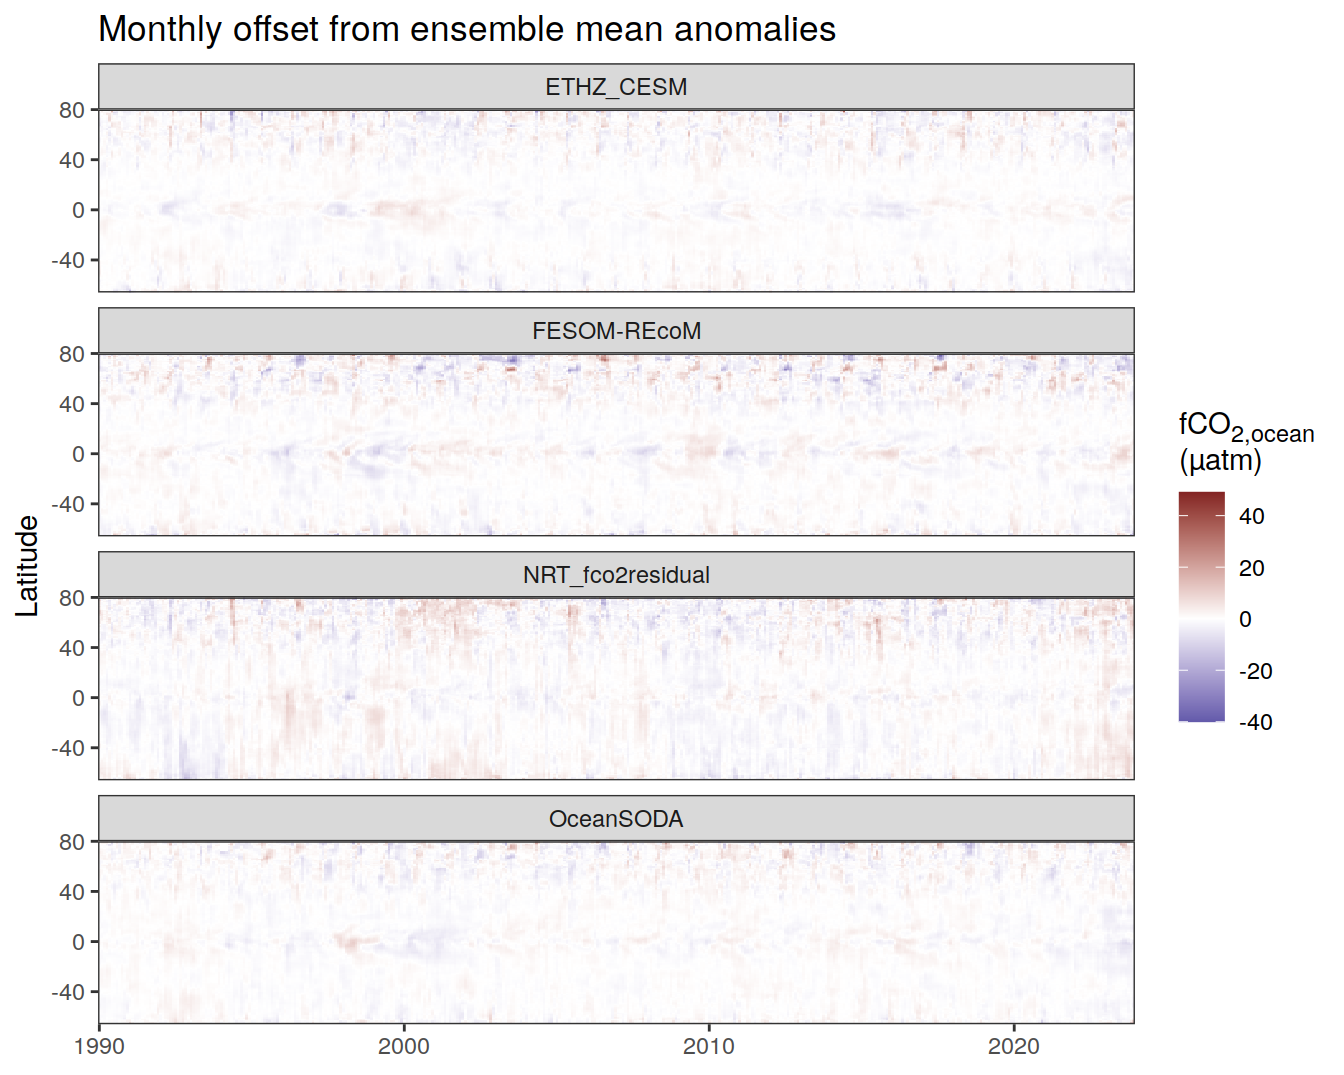 Monthly offset from ensemble mean anomalies
ETHZ_CESM
80
40
0
-40
FESOM-REcoM
80
40
0
-40
NRT_fco2residual
80
40
0
-40
OceanSODA
80
40
0
-40
1990 2000 2010 2020
Latitude
fCO2,ocean
(µatm)
40
20
0
-20
-40